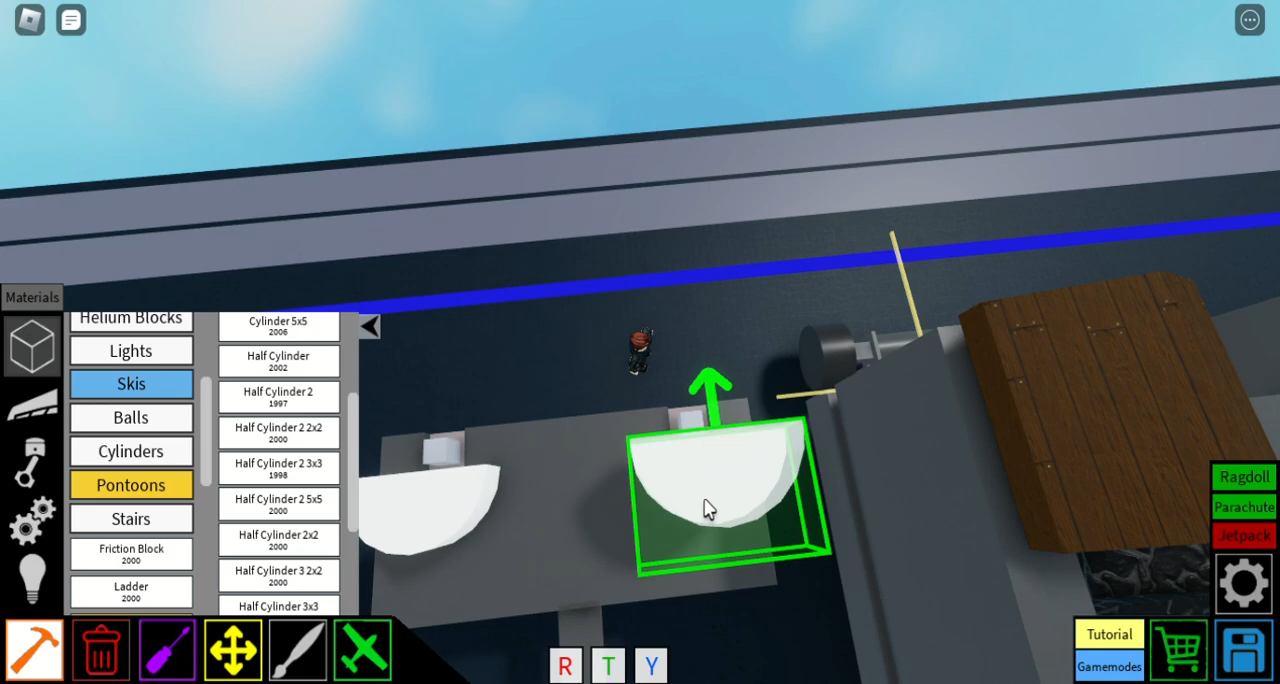 Materials
Helium Blocks
Lights
Skis
Balls
Cylinders
Pontoons
Stairs
Friction Block
2000
Ladder
2000
Cylinder 5x5
2006
Half Cylinder
2002
Half Cylinder 2
1997
Half Cylinder 2 2x2
2000
Half Cylinder 2 3x3
1998
Half Cylinder 2 5x5
2000
Half Cylinder 2x2
2000
Half Cylinder 3 2x2
2000
Half Cylinder 3x3
Ragdoll
Parachute
Jetpack
Tutorial
Gamemodes
R T Y